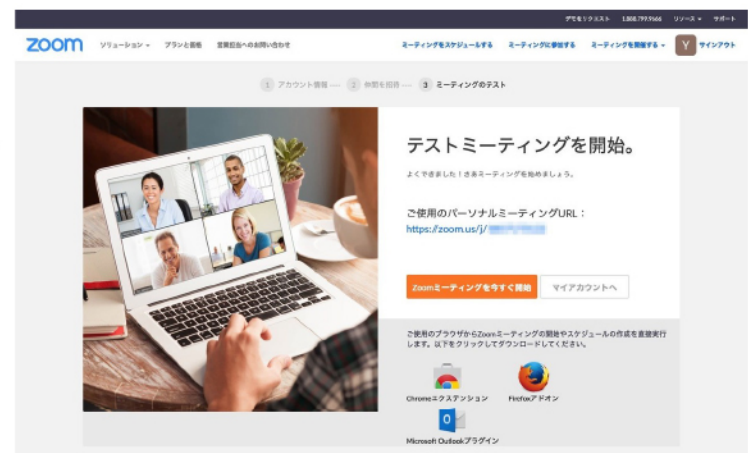 デモをリクエスト 1.888.799.9666 リソース サポート
zoom ソリューション プランと価格 営業担当へのお問い合わせ ミーティングをスケジュールする ミーティングに参加する ミーティングを開催する Y サインアウト
1 アカウント情報 — 2 仲間を招待 — 3 ミーティングのテスト
テストミーティングを開始。
よくできました!さあミーティングを始めましょう。
ご使用のパーソナルミーティングURL:
https://zoom.us/j/
Zoomミーティングを今すぐ開始 マイアカウントへ
ご使用のブラウザからZoomミーティングの開始やスケジュールの作成を直接実行
します。以下をクリックしてダウンロードしてください。
Chromeエクステンション Firefoxアドオン
Microsoft Outlookプラグイン